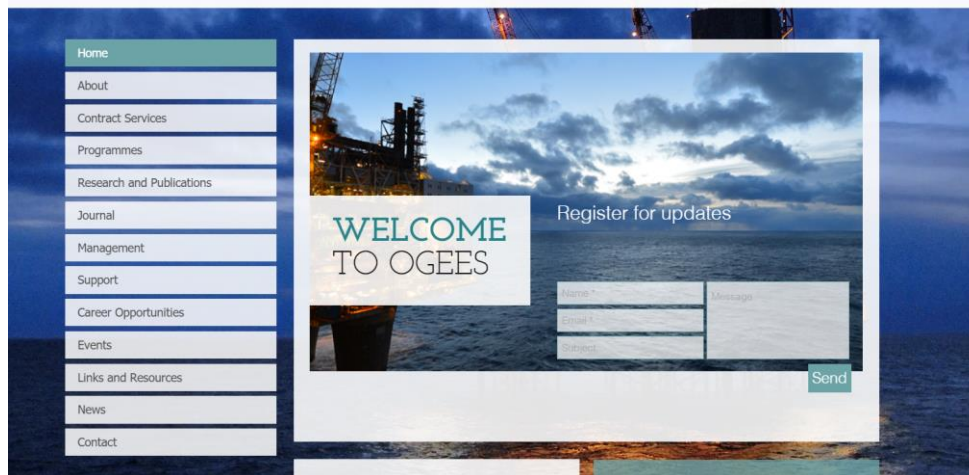 Home
About
Contract Services
Programmes
Research and Publications
Journal
Management
Support
Career Opportunities
Events
Links and Resources
News
Contact
WELCOME
TO OGEES
Register for updates
Name *
Email *
Subject
Message
Send